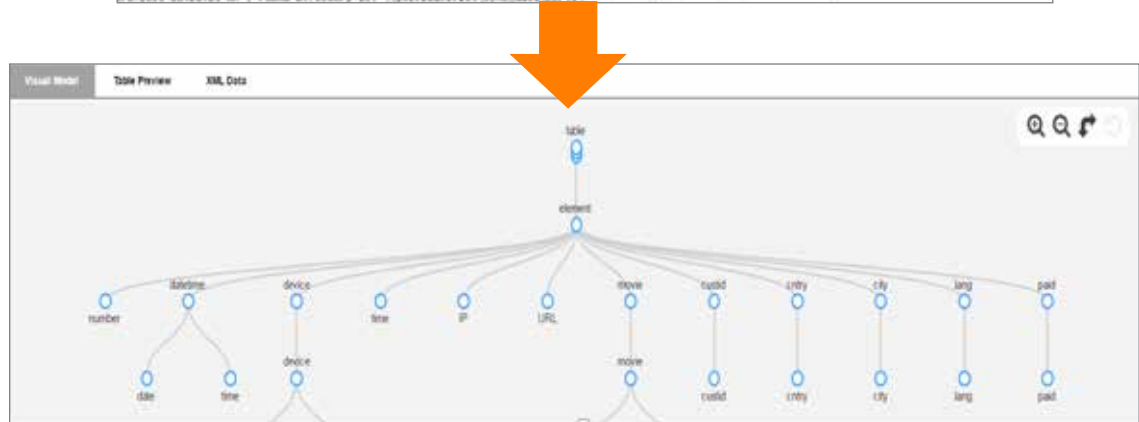 Visual Model Table Preview XML Data
table
element
datetime device movie custid cntry city lang paid
number time IP URL
device movie
date time custid cntry city lang paid